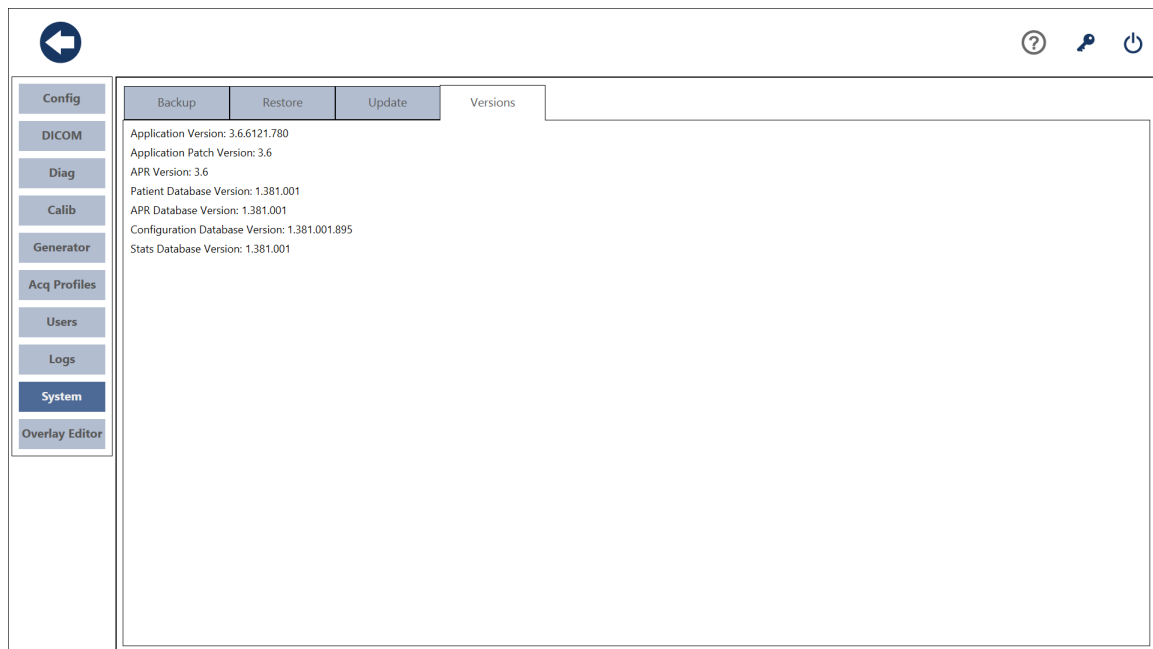 ?
Config
DICOM
Diag
Calib
Generator
Acq Profiles
Users
Logs
System
Overlay Editor
Backup Restore Update Versions
Application Version: 3.6.6121.780
Application Patch Version: 3.6
APR Version: 3.6
Patient Database Version: 1.381.001
APR Database Version: 1.381.001
Configuration Database Version: 1.381.001.895
Stats Database Version: 1.381.001